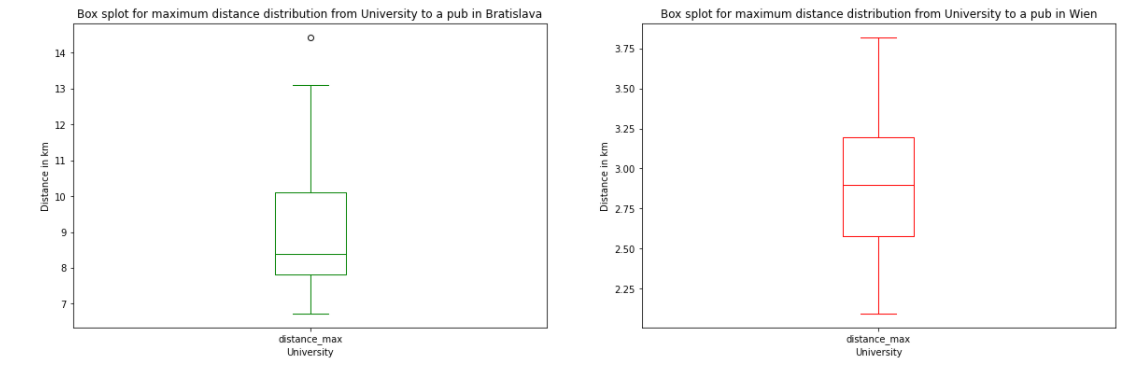 Box splot for maximum distance distribution from University to a pub in Bratislava
14
13
12
11
10
9
8
7
Distance in km
distance_max
University
Box splot for maximum distance distribution from University to a pub in Wien
3.75
3.50
3.25
3.00
2.75
2.50
2.25
Distance in km
distance_max
University